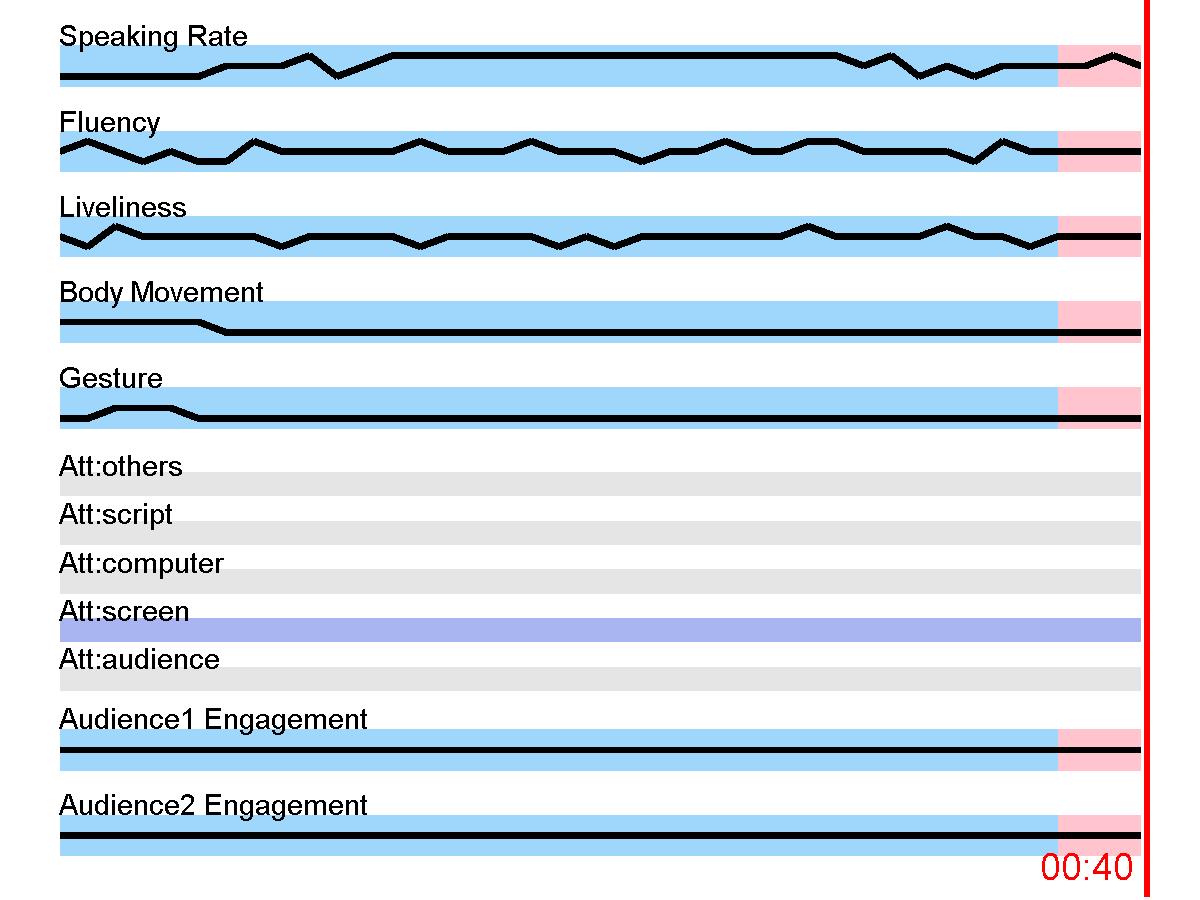 Speaking Rate
Fluency
Liveliness
Body Movement
Gesture
Att:others
Att:script
Att:computer
Att:screen
Att:audience
Audience1 Engagement
Audience2 Engagement
00:40